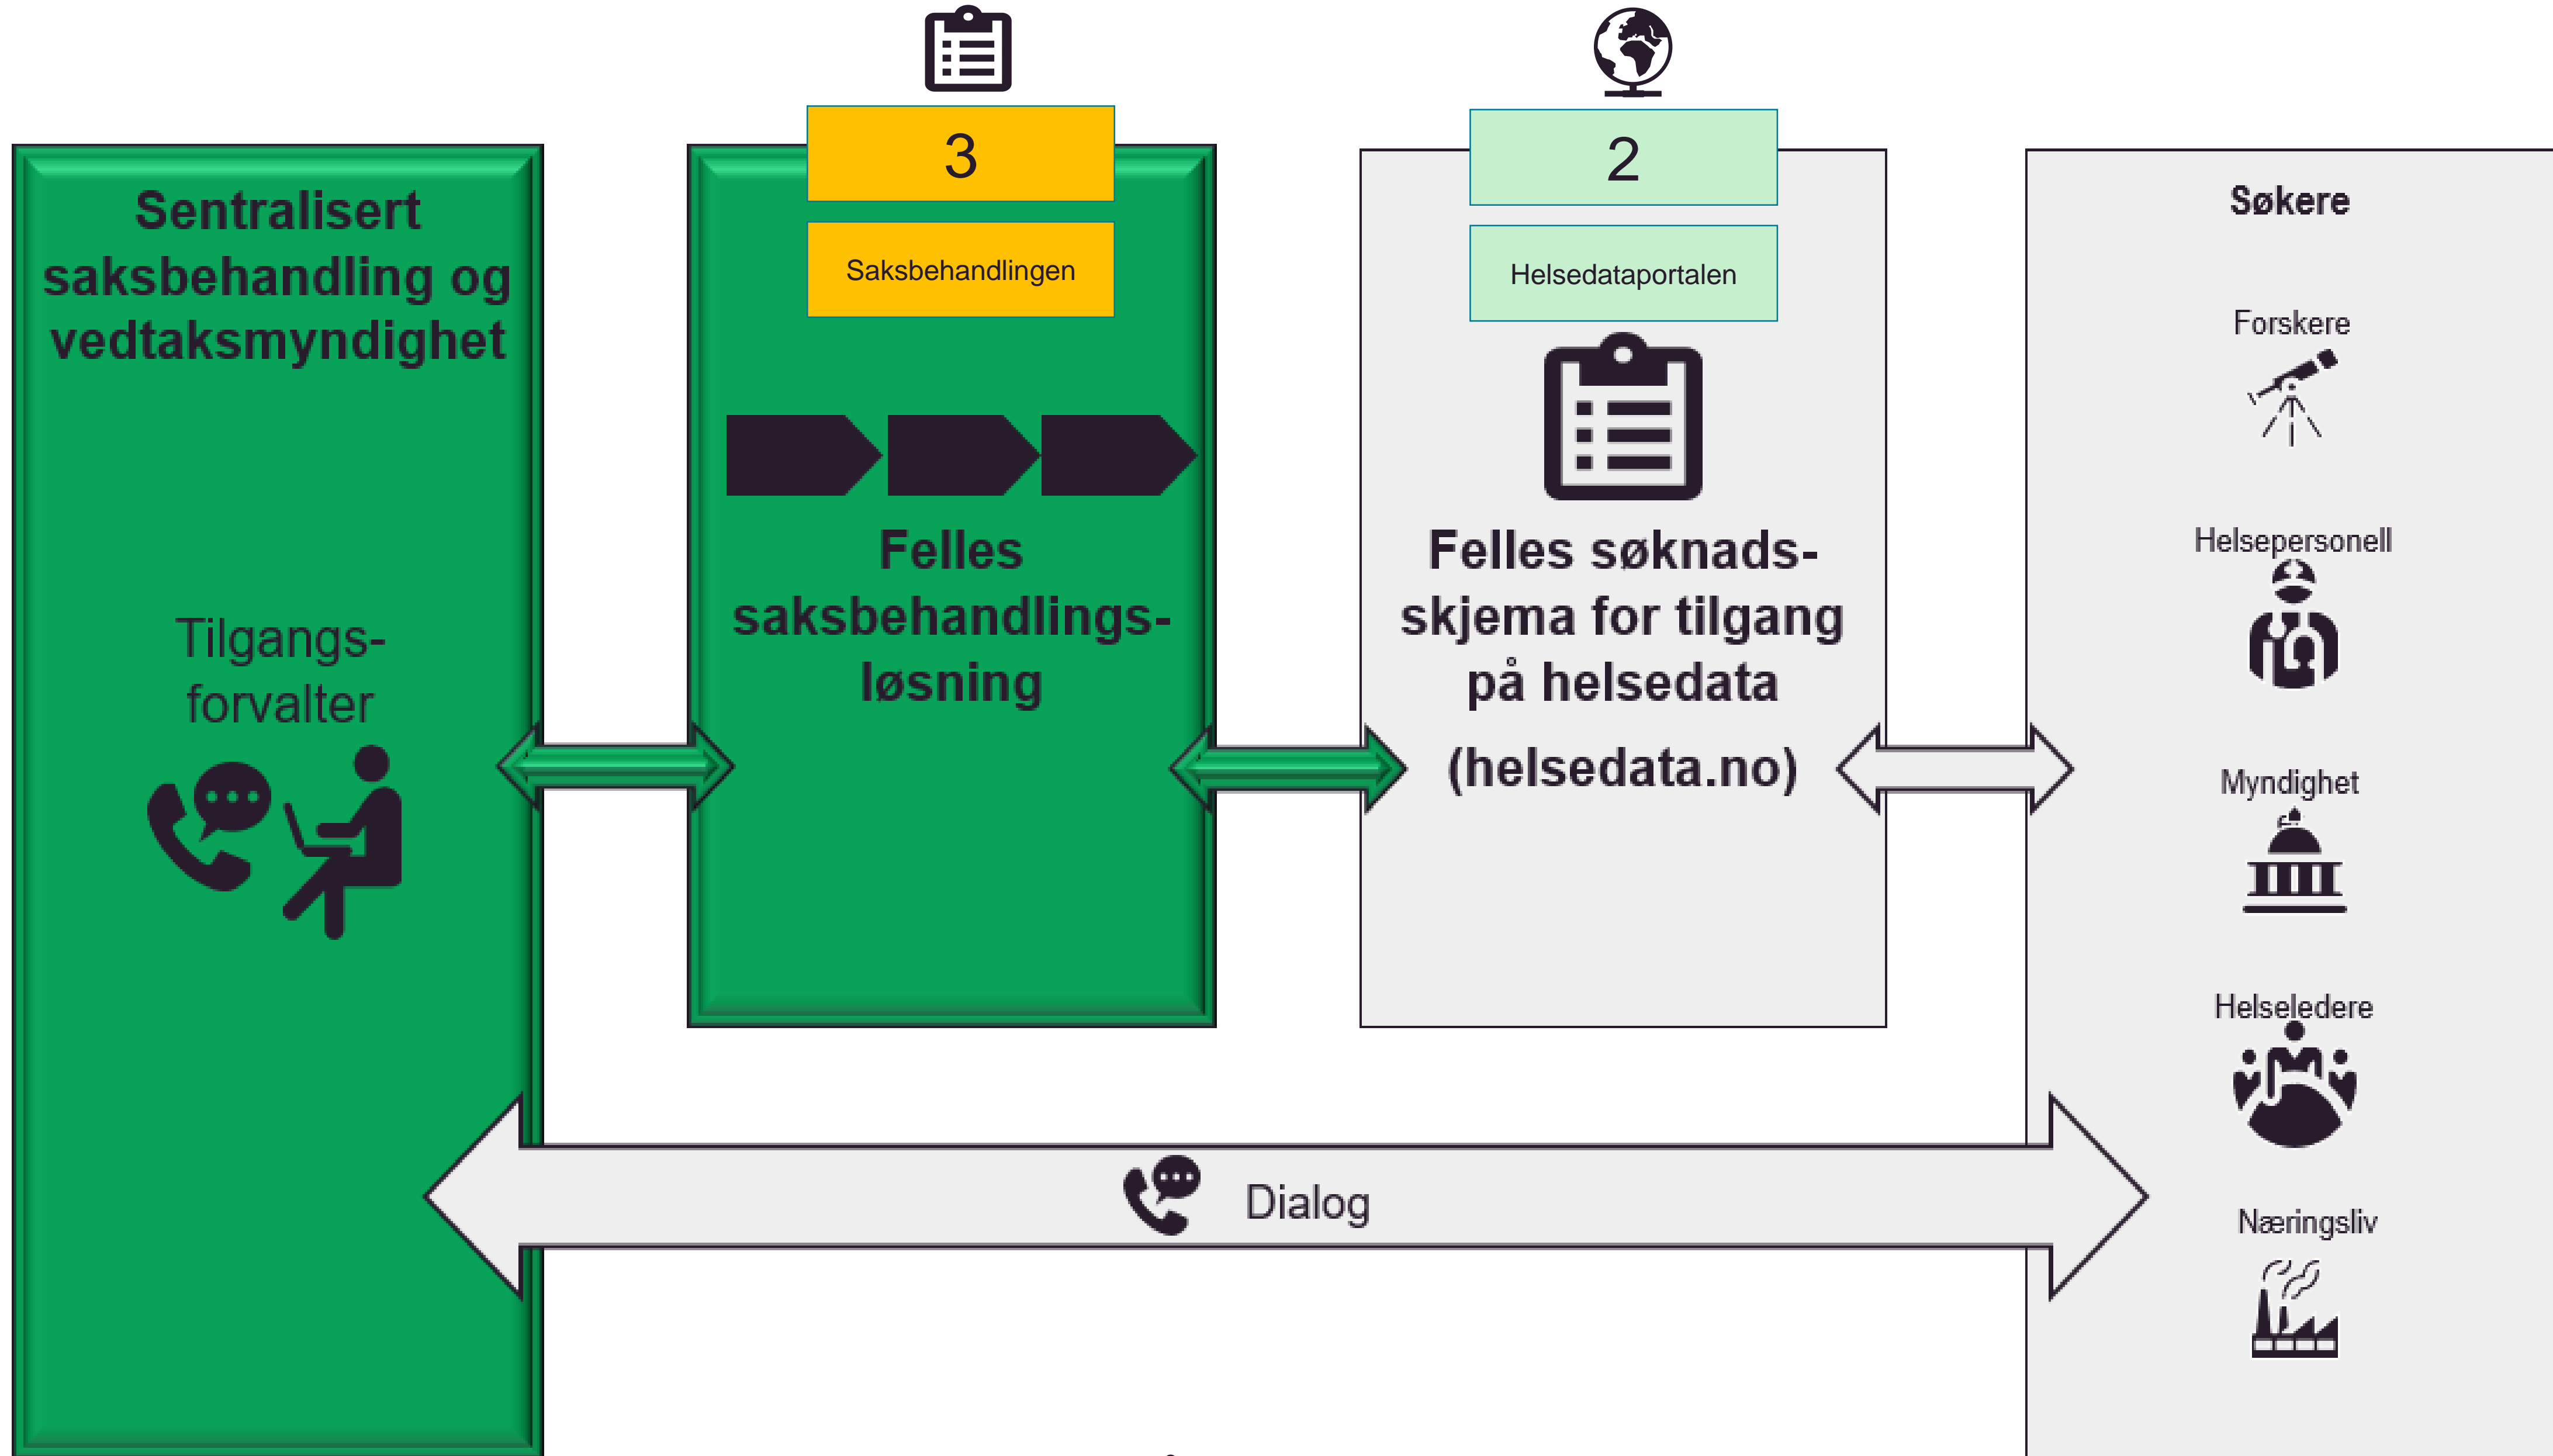 Sentralisert
saksbehandling og
vedtaksmyndighet
Tilgangs-
forvalter
3
Saksbehandlingen
Felles
saksbehandlings-
løsning
2
Helsedataportalen
Felles søknads-
skjema for tilgang
på helsedata
(helsedata.no)
Søkere
Forskere
Helsepersonell
Myndighet
Helseledere
Næringsliv
Dialog